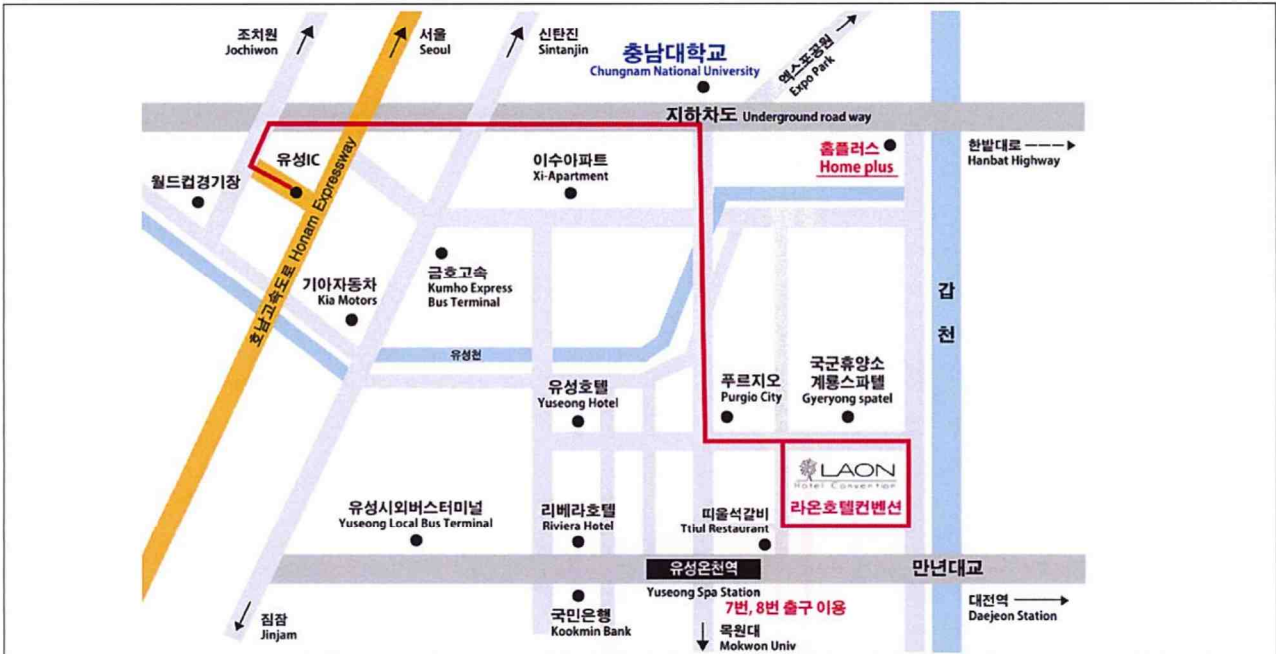 조치원
Jochiwon
서울
Seoul
신탄진
Sintanjin
충남대학교
Chungnam National University
엑스포공원
Expo Park
지하차도 Underground road way
한밭대로
Hanbat Highway
홈플러스
Home plus
유성IC
이수아파트
Xi-Apartment
월드컵경기장
호남고속도로 Honam Expressway
기아자동차
Kia Motors
금호고속
Kumho Express
Bus Terminal
갑
천
유성천
유성호텔
Yuseong Hotel
푸르지오
Purgio City
국군휴양소
계룡스파텔
Gyeryong spatel
LAON
Hotel Convention
라온호텔컨벤션
유성시외버스터미널
Yuseong Local Bus Terminal
리베라호텔
Riviera Hotel
띠울석갈비
Ttiul Restaurant
유성온천역
Yuseong Spa Station
만년대교
7번, 8번 출구 이용
대전역
Daejeon Station
짐잠
Jinjam
국민은행
Kookmin Bank
목원대
Mokwon Univ